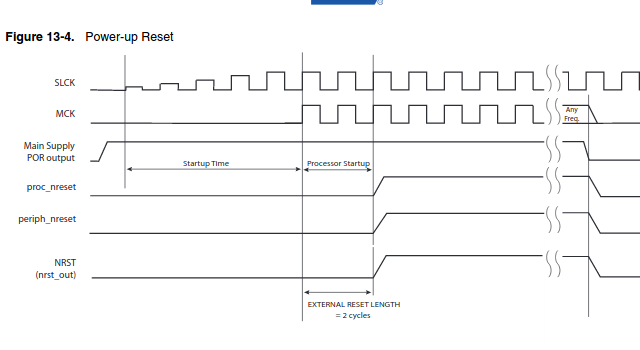 Figure 13-4. Power-up Reset
SLCK
MCK
Any
Freq.
Main Supply
POR output
Startup Time
Processor Startup
proc_nreset
periph_nreset
NRST
(nrst_out)
EXTERNAL RESET LENGTH
= 2 cycles